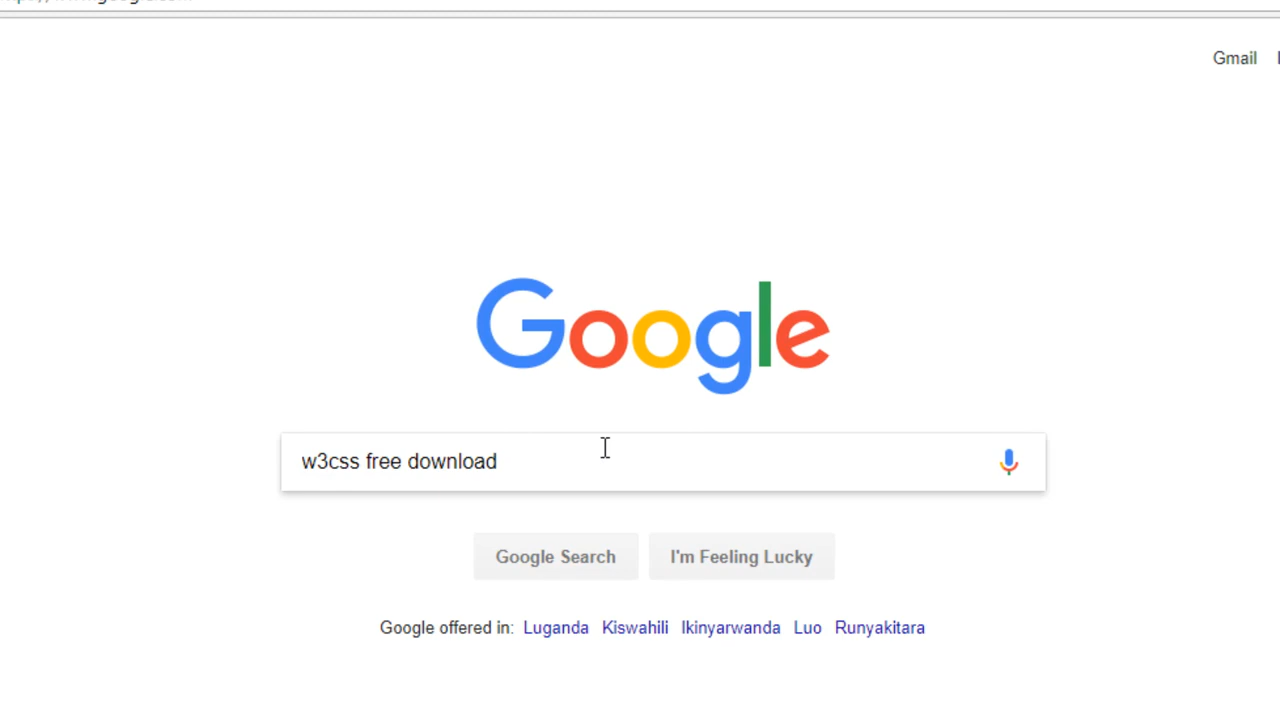 Gmail
Google
w3css free download
Google Search
I'm Feeling Lucky
Google offered in: Luganda Kiswahili Ikinyarwanda Luo Runyakitara